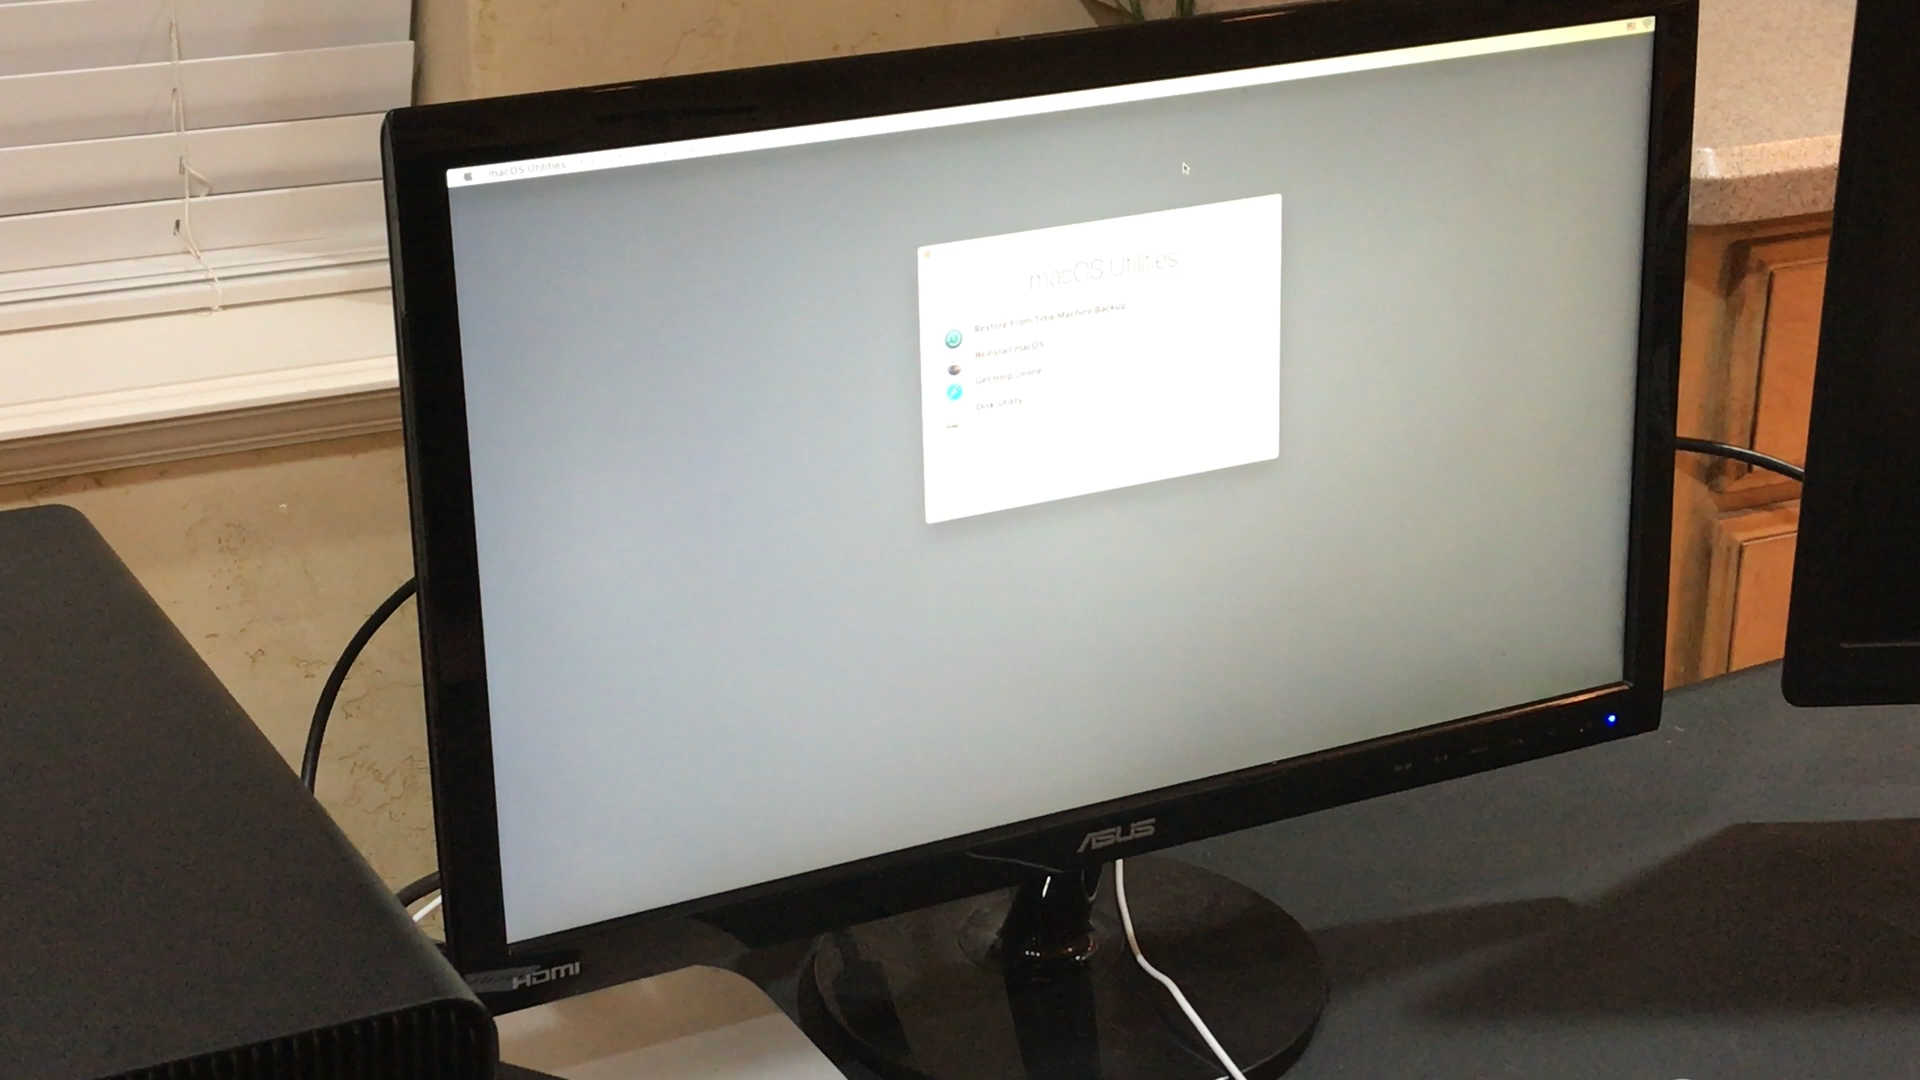 macOS Utilities
macOS Utilities
Restore From Time Machine Backup
Reinstall macOS
Get Help Online
Disk Utility
ASUS
HDMI